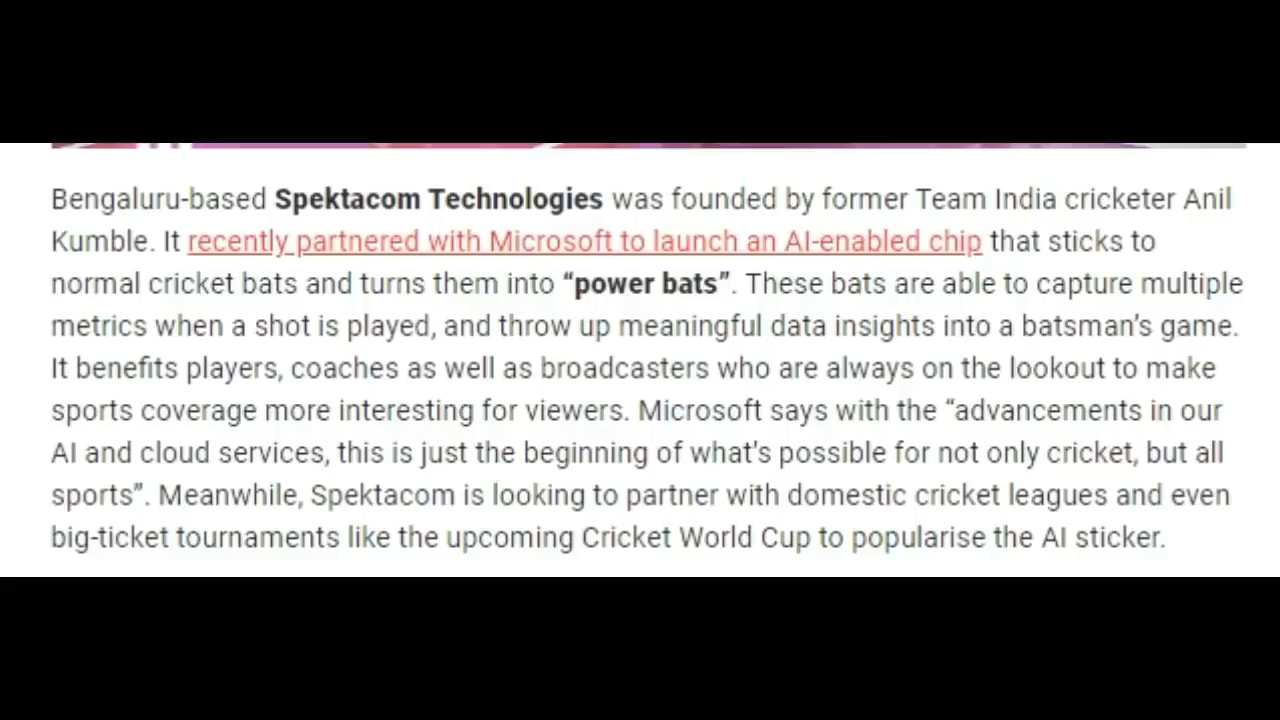 Bengaluru-based Spektacom Technologies was founded by former Team India cricketer Anil
Kumble. It recently partnered with Microsoft to launch an AI-enabled chip that sticks to
normal cricket bats and turns them into “power bats”. These bats are able to capture multiple
metrics when a shot is played, and throw up meaningful data insights into a batsman’s game.
It benefits players, coaches as well as broadcasters who are always on the lookout to make
sports coverage more interesting for viewers. Microsoft says with the “advancements in our
AI and cloud services, this is just the beginning of what’s possible for not only cricket, but all
sports”. Meanwhile, Spektacom is looking to partner with domestic cricket leagues and even
big-ticket tournaments like the upcoming Cricket World Cup to popularise the AI sticker.